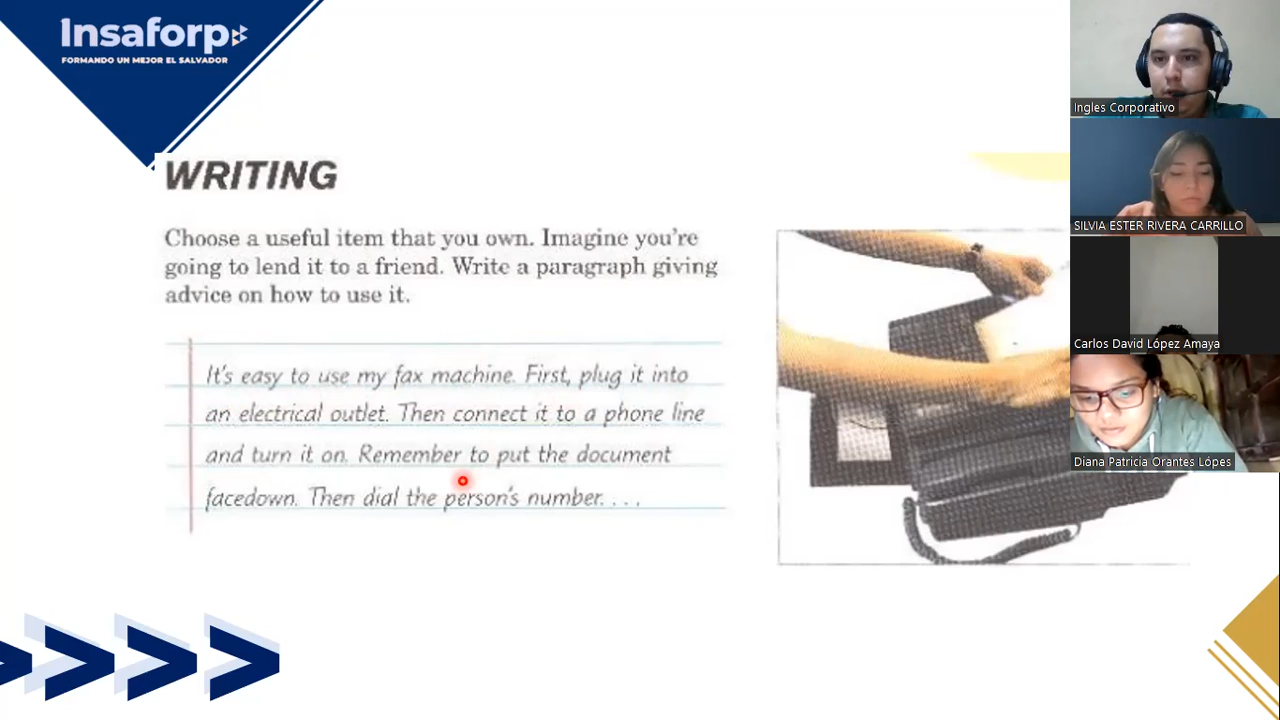 Insaforp
FORMANDO UN MEJOR EL SALVADOR
WRITING
Choose a useful item that you own. Imagine you're
going to lend it to a friend. Write a paragraph giving
advice on how to use it.
It's easy to use my fax machine. First, plug it into
an electrical outlet. Then connect it to a phone line
and turn it on. Remember to put the document
facedown. Then dial the person's number. . . .
Ingles Corporativo
SILVIA ESTER RIVERA CARRILLO
Carlos David López Amaya
Diana Patricia Orantes Lópes